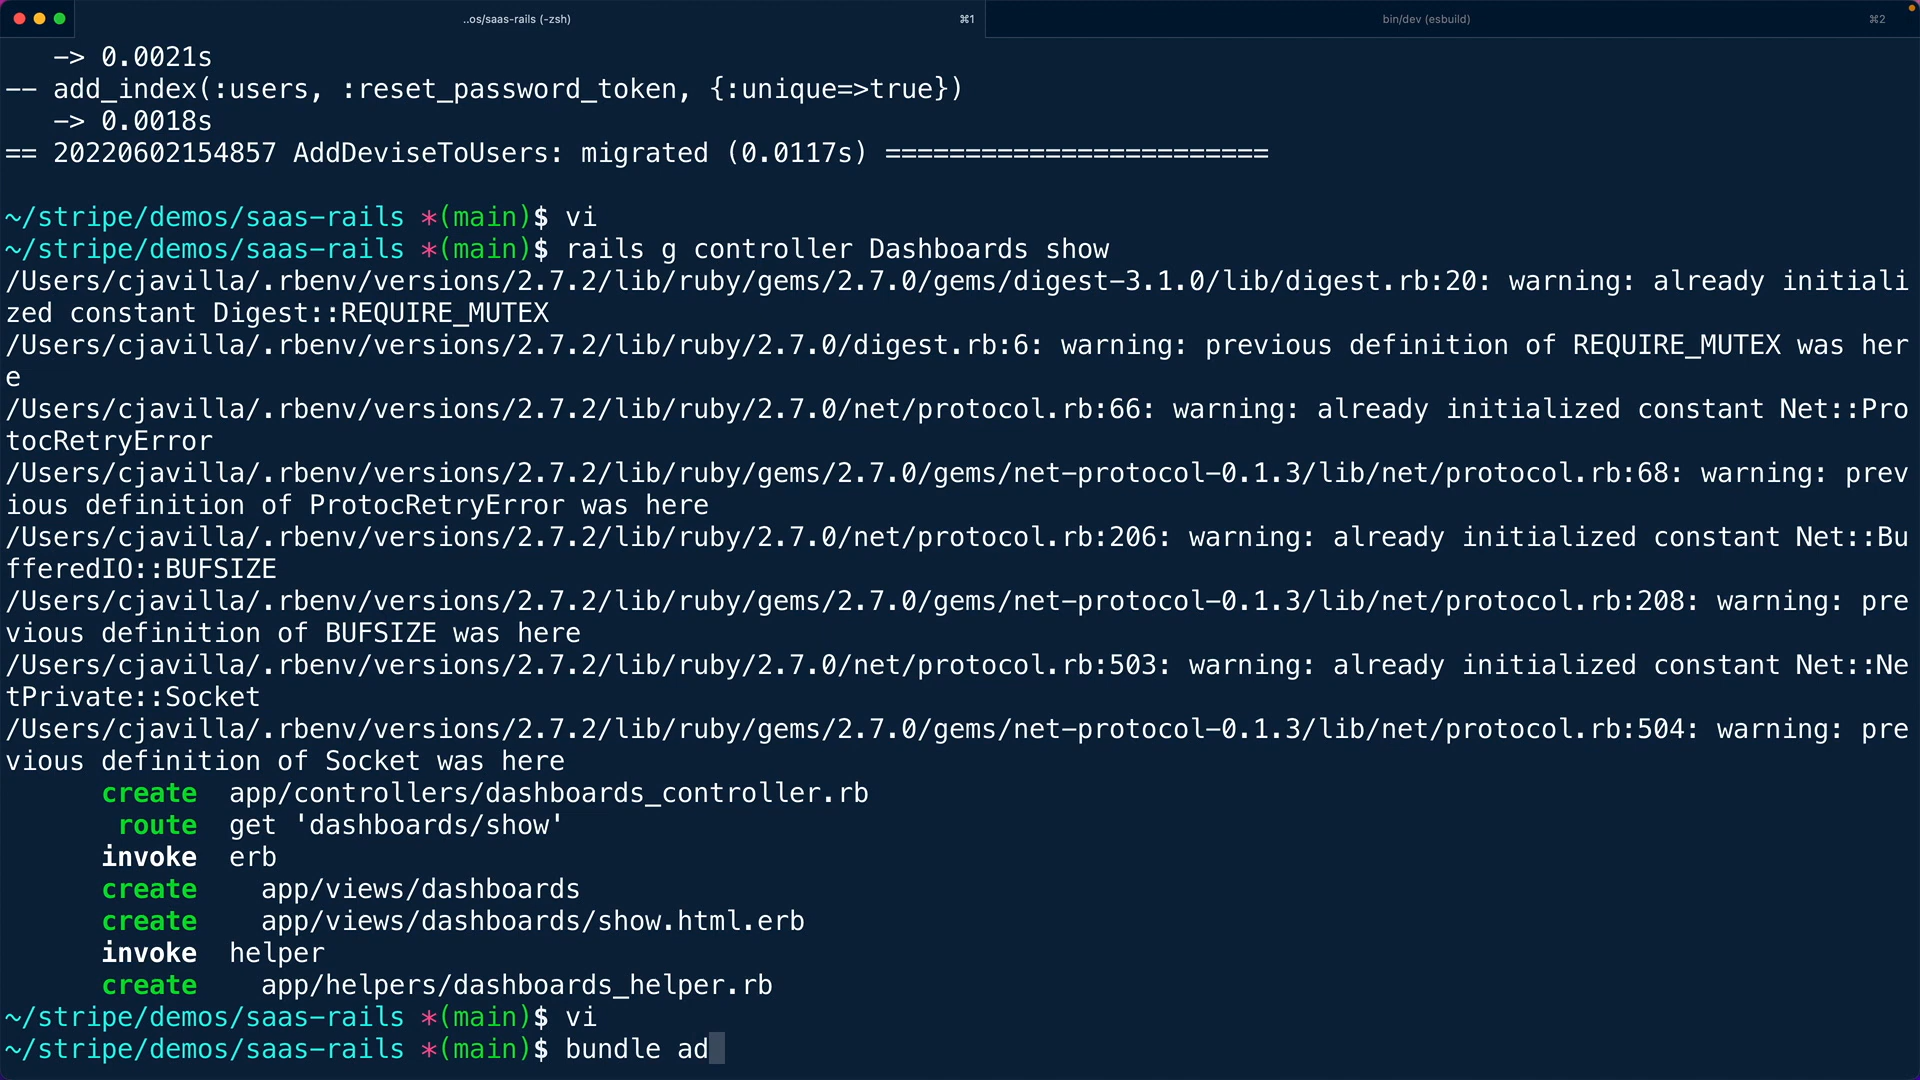 ..os/saas-rails (-zsh) ⌘1 bin/dev (esbuild) ⌘2
   -> 0.0021s
-- add_index(:users, :reset_password_token, {:unique=>true})
   -> 0.0018s
== 20220602154857 AddDeviseToUsers: migrated (0.0117s) ========================
~/stripe/demos/saas-rails *(main)$ vi
~/stripe/demos/saas-rails *(main)$ rails g controller Dashboards show
/Users/cjavilla/.rbenv/versions/2.7.2/lib/ruby/gems/2.7.0/gems/digest-3.1.0/lib/digest.rb:20: warning: already initiali
zed constant Digest::REQUIRE_MUTEX
/Users/cjavilla/.rbenv/versions/2.7.2/lib/ruby/2.7.0/digest.rb:6: warning: previous definition of REQUIRE_MUTEX was her
e
/Users/cjavilla/.rbenv/versions/2.7.2/lib/ruby/2.7.0/net/protocol.rb:66: warning: already initialized constant Net::Pro
tocRetryError
/Users/cjavilla/.rbenv/versions/2.7.2/lib/ruby/gems/2.7.0/gems/net-protocol-0.1.3/lib/net/protocol.rb:68: warning: prev
ious definition of ProtocRetryError was here
/Users/cjavilla/.rbenv/versions/2.7.2/lib/ruby/2.7.0/net/protocol.rb:206: warning: already initialized constant Net::Bu
fferedIO::BUFSIZE
/Users/cjavilla/.rbenv/versions/2.7.2/lib/ruby/gems/2.7.0/gems/net-protocol-0.1.3/lib/net/protocol.rb:208: warning: pre
vious definition of BUFSIZE was here
/Users/cjavilla/.rbenv/versions/2.7.2/lib/ruby/2.7.0/net/protocol.rb:503: warning: already initialized constant Net::Ne
tPrivate::Socket
/Users/cjavilla/.rbenv/versions/2.7.2/lib/ruby/gems/2.7.0/gems/net-protocol-0.1.3/lib/net/protocol.rb:504: warning: pre
vious definition of Socket was here
      create  app/controllers/dashboards_controller.rb
       route  get 'dashboards/show'
      invoke  erb
      create    app/views/dashboards
      create    app/views/dashboards/show.html.erb
      invoke  helper
      create    app/helpers/dashboards_helper.rb
~/stripe/demos/saas-rails *(main)$ vi
~/stripe/demos/saas-rails *(main)$ bundle ad